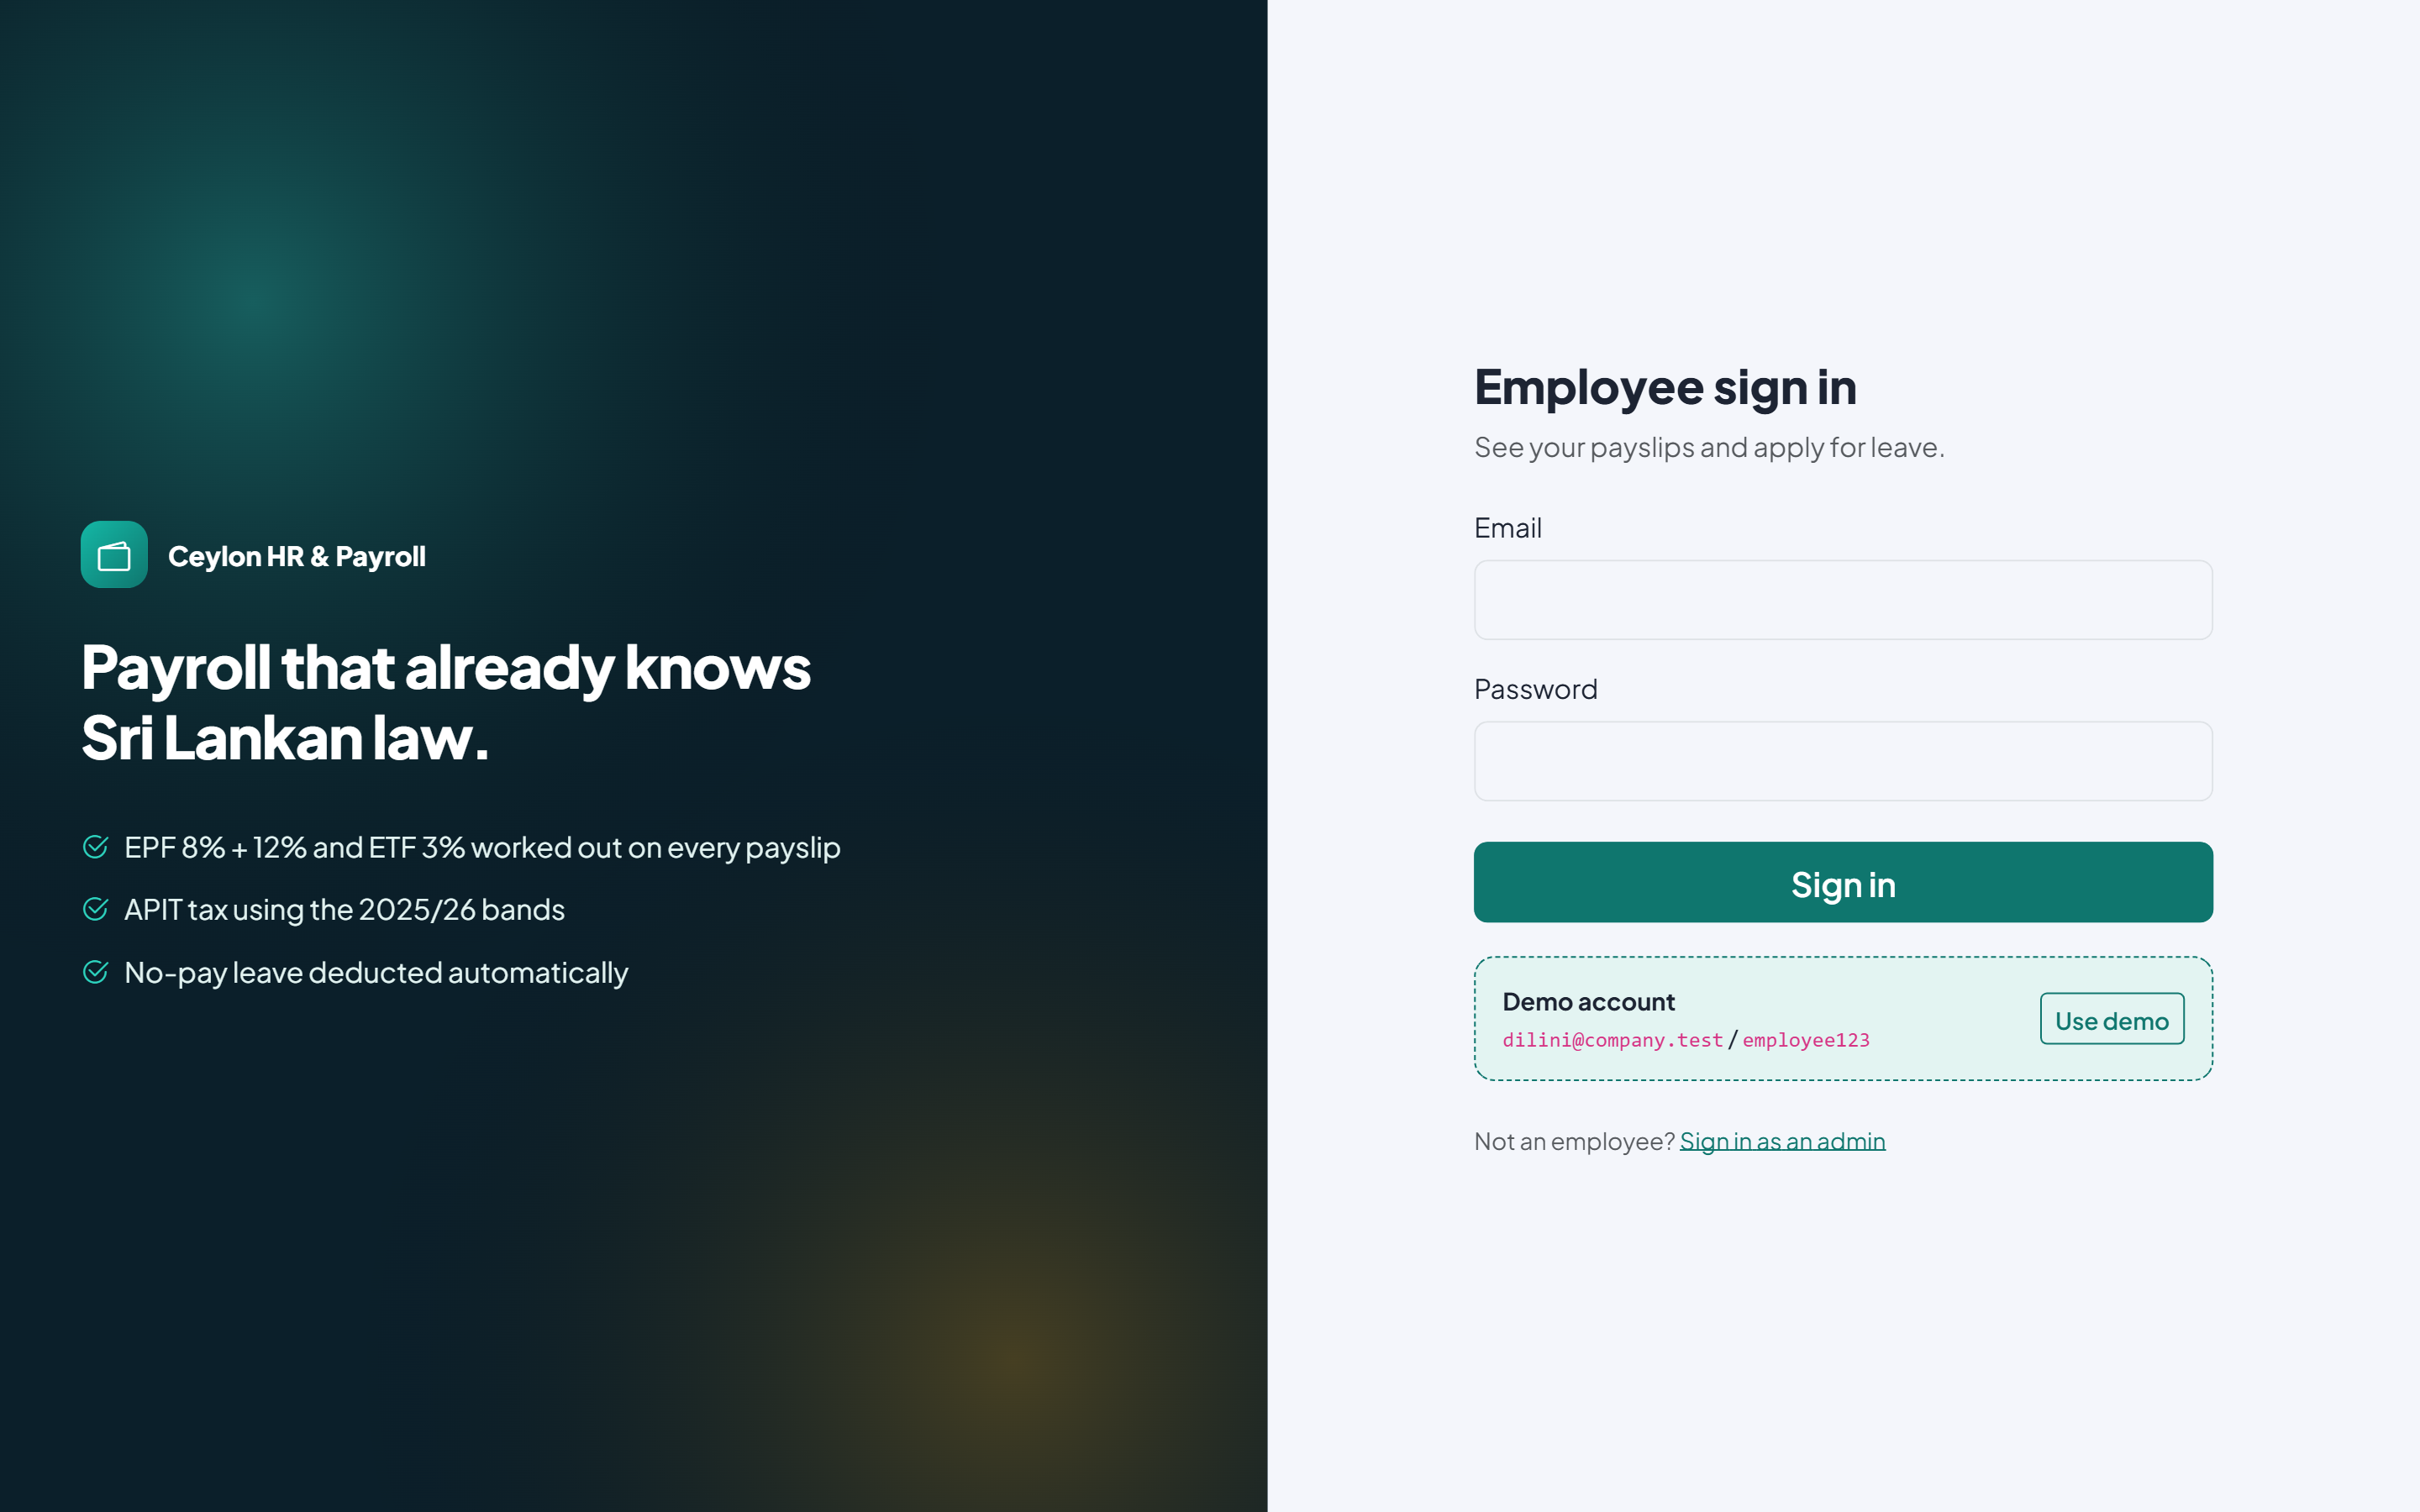 Ceylon HR & Payroll
Payroll that already knows
Sri Lankan law.
EPF 8% + 12% and ETF 3% worked out on every payslip
APIT tax using the 2025/26 bands
No-pay leave deducted automatically
Employee sign in
See your payslips and apply for leave.
Email
Password
Sign in
Demo account
dilini@company.test / employee123
Use demo
Not an employee? Sign in as an admin